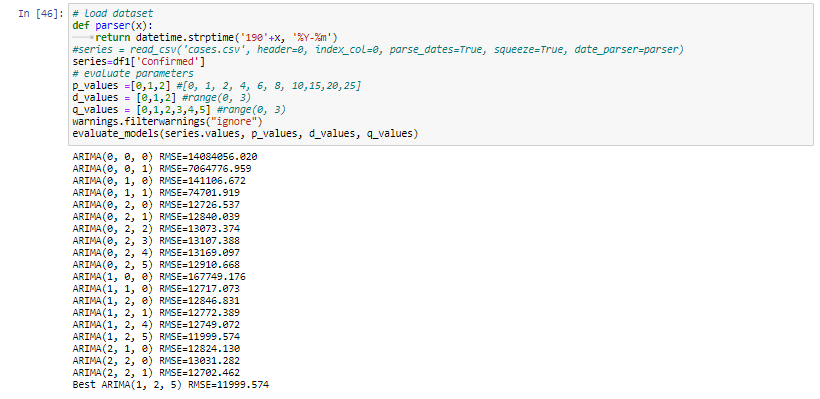 In [46]: # Load dataset
def parser(x):
return datetime.strptime('190'+x, '%Y-%m')
#series = read_csv('cases.csv', header=0, index_col=0, parse_dates=True, squeeze=True, date_parser=parser)
series=df1['Confirmed']
# evaluate parameters
p_values =[0,1,2] #[0, 1, 2, 4, 6, 8, 10,15,20,25]
d_values = [0,1,2] #range(0, 3)
q_values = [0,1,2,3,4,5] #range(0, 3)
warnings.filterwarnings("ignore")
evaluate_models(series.values, p_values, d_values, q_values)
ARIMA(0, 0, 0) RMSE=14084056.020
ARIMA(0, 0, 1) RMSE=7064776.959
ARIMA(0, 1, 0) RMSE=141106.672
ARIMA(0, 1, 1) RMSE=74701.919
ARIMA(0, 2, 0) RMSE=12726.537
ARIMA(0, 2, 1) RMSE=12840.039
ARIMA(0, 2, 2) RMSE=13073.374
ARIMA(0, 2, 3) RMSE=13107.388
ARIMA(0, 2, 4) RMSE=13169.097
ARIMA(0, 2, 5) RMSE=12910.668
ARIMA(1, 0, 0) RMSE=167749.176
ARIMA(1, 1, 0) RMSE=12717.073
ARIMA(1, 2, 0) RMSE=12846.831
ARIMA(1, 2, 1) RMSE=12772.389
ARIMA(1, 2, 4) RMSE=12749.072
ARIMA(1, 2, 5) RMSE=11999.574
ARIMA(2, 1, 0) RMSE=12824.130
ARIMA(2, 2, 0) RMSE=13031.282
ARIMA(2, 2, 1) RMSE=12702.462
Best ARIMA(1, 2, 5) RMSE=11999.574